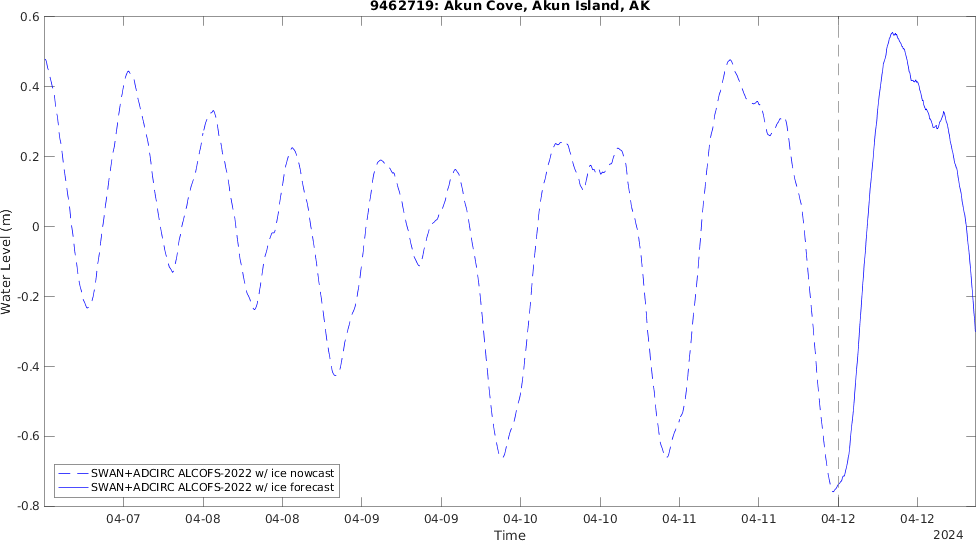 9462719: Akun Cove, Akun Island, AK
0.6
0.4
0.2
0
-0.2
-0.4
-0.6
-0.8
Water Level (m)
SWAN+ADCIRC ALCOFS-2022 w/ ice nowcast
SWAN+ADCIRC ALCOFS-2022 w/ ice forecast
04-07 04-08 04-08 04-09 04-09 04-10 04-10 04-11 04-11 04-12 04-12
Time
2024